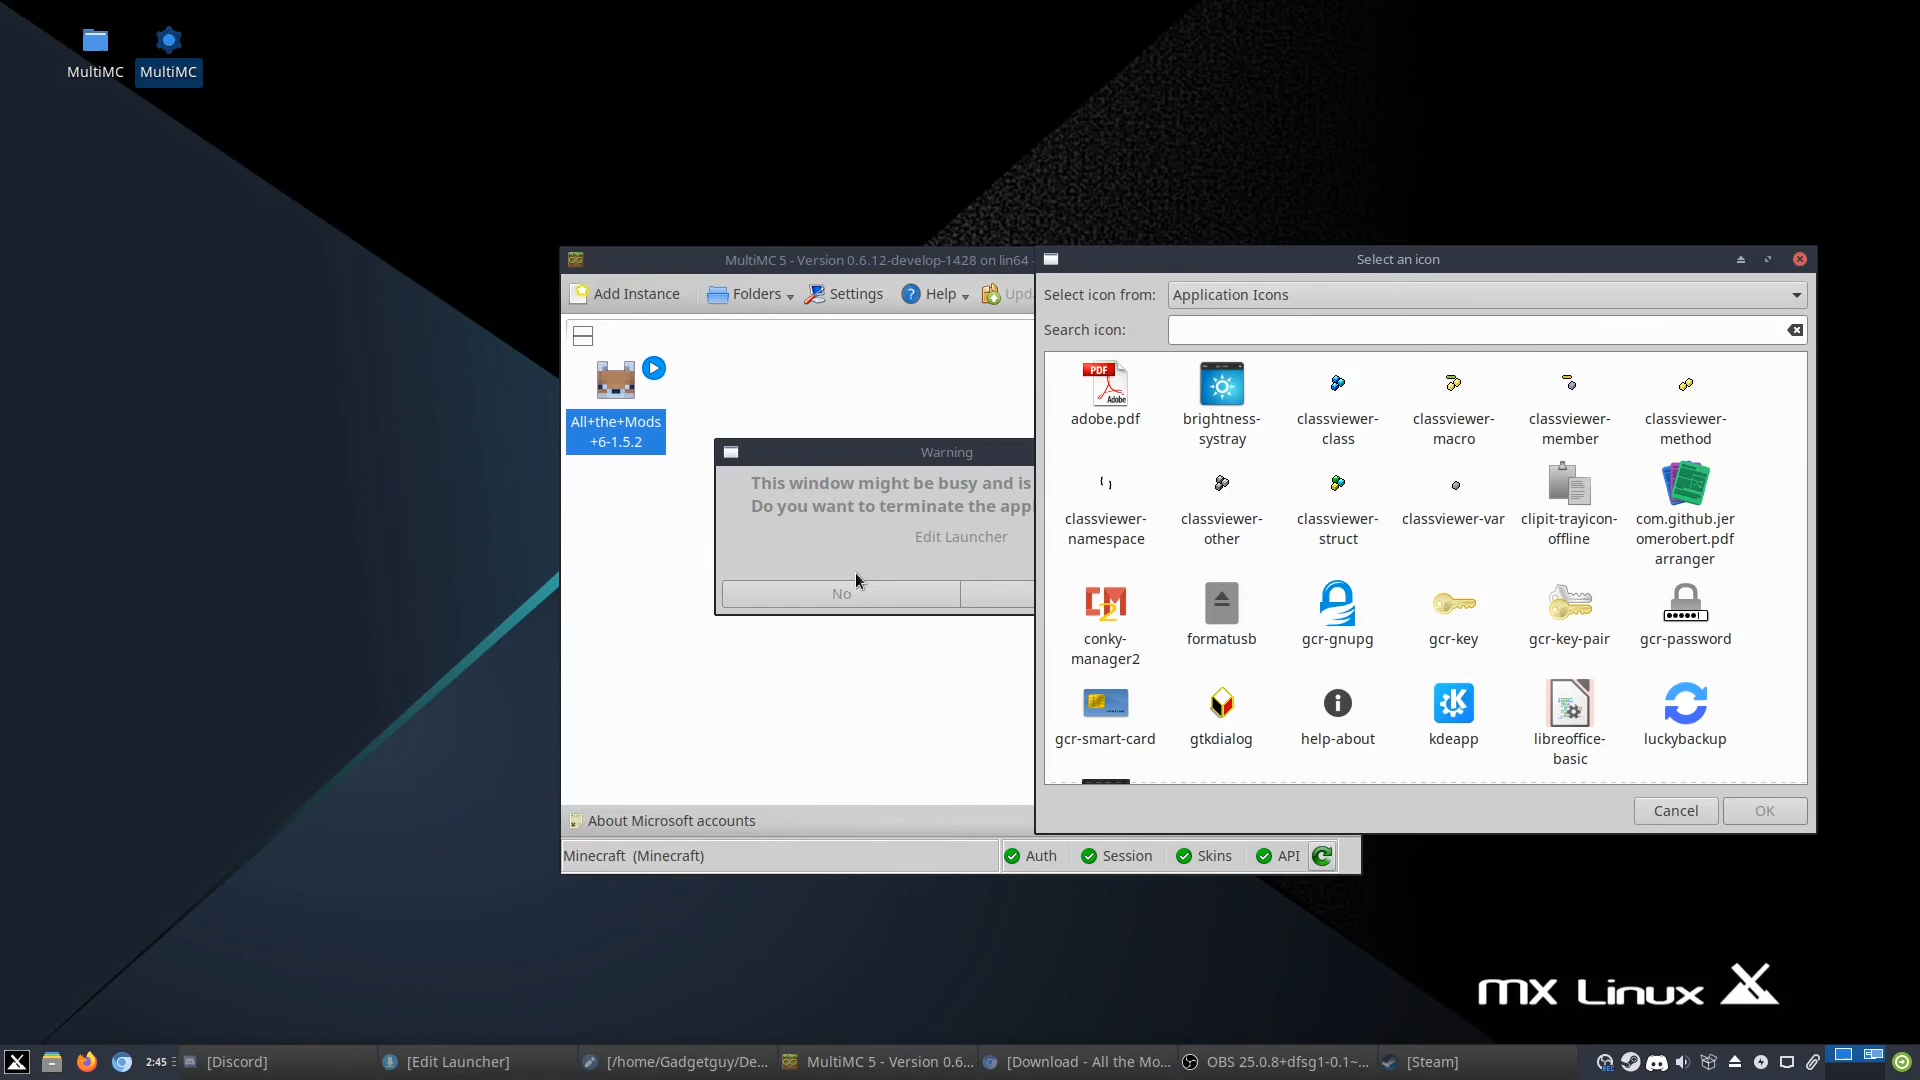 MultiMC
MultiMC
MultiMC 5 - Version 0.6.12-develop-1428 on lin64 -
Add Instance
Folders
Settings
Help
Upd
All+the+Mods
+6-1.5.2
Warning
This window might be busy and is
Do you want to terminate the app
Edit Launcher
No
About Microsoft accounts
Minecraft (Minecraft)
Auth
Session
Skins
API
Select an icon
Select icon from:
Application Icons
Search icon:
PDF
Adobe
adobe.pdf
brightness-
systray
classviewer-
class
classviewer-
macro
classviewer-
member
classviewer-
method
classviewer-
namespace
classviewer-
other
classviewer-
struct
classviewer-var
clipit-trayicon-
offline
com.github.jer
omerobert.pdf
arranger
conky-
manager2
formatusb
gcr-gnupg
gcr-key
gcr-key-pair
gcr-password
gcr-smart-card
gtkdialog
help-about
kdeapp
libreoffice-
basic
luckybackup
Cancel
OK
mx Linux
2:45
[Discord]
[Edit Launcher]
[/home/Gadgetguy/De...
MultiMC 5 - Version 0.6...
[Download - All the Mo...
OBS 25.0.8+dfsg1-0.1~...
[Steam]
REC